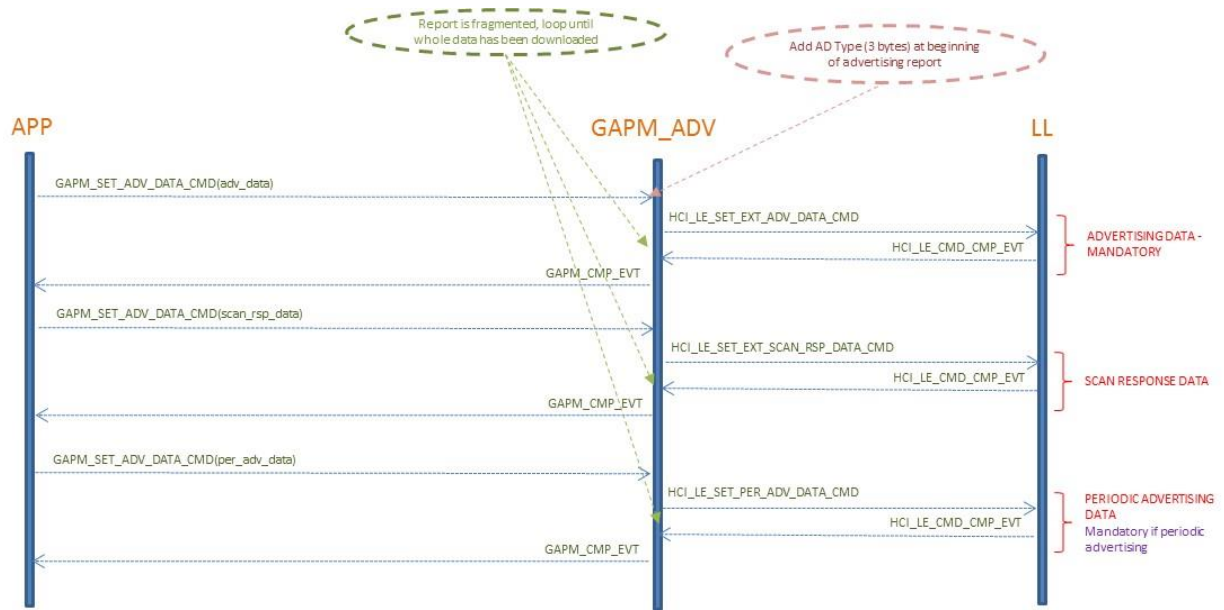 Report is fragmented, loop until
whole data has been downloaded
Add AD Type (3 bytes) at beginning
of advertising report
APP
GAPM_ADV
LL
GAPM_SET_ADV_DATA_CMD(adv_data)
HCI_LE_SET_EXT_ADV_DATA_CMD
HCI_LE_CMD_CMP_EVT
ADVERTISING DATA -
MANDATORY
GAPM_CMP_EVT
GAPM_SET_ADV_DATA_CMD(scan_rsp_data)
HCI_LE_SET_EXT_SCAN_RSP_DATA_CMD
HCI_LE_CMD_CMP_EVT
SCAN RESPONSE DATA
GAPM_CMP_EVT
GAPM_SET_ADV_DATA_CMD(per_adv_data)
HCI_LE_SET_PER_ADV_DATA_CMD
HCI_LE_CMD_CMP_EVT
PERIODIC ADVERTISING
DATA
Mandatory if periodic
advertising
GAPM_CMP_EVT